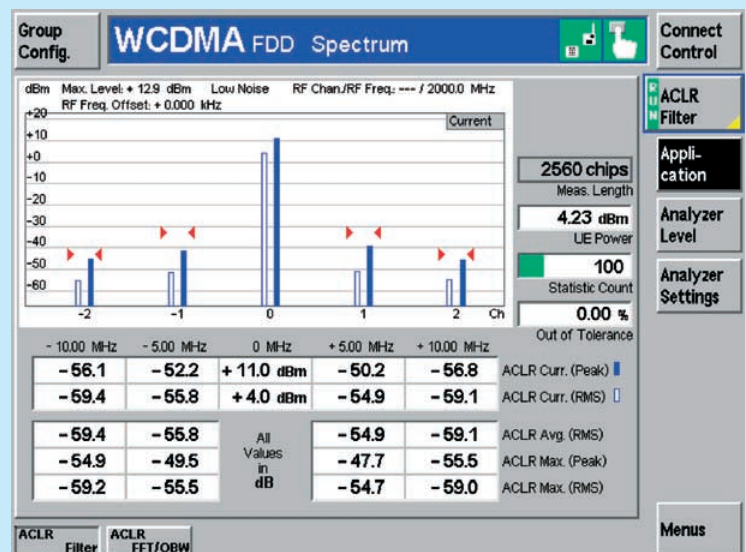 Group
Config.
WCDMA FDD Spectrum
Connect
Control
dBm Max. Level: + 12.9 dBm Low Noise RF Chan./RF Freq.: --- / 2000.0 MHz
RF Freq. Offset: + 0.000 kHz
Current
+20
+10
+0
-10
-20
-30
-40
-50
-60
-2 -1 0 1 2 Ch
2560 chips
Meas. Length
4.23 dBm
UE Power
100
Statistic Count
0.00 %
Out of Tolerance
RUN
ACLR
Filter
Appli-
cation
Analyzer
Level
Analyzer
Settings
- 10.00 MHz - 5.00 MHz 0 MHz + 5.00 MHz + 10.00 MHz
- 56.1 - 52.2 + 11.0 dBm - 50.2 - 56.8 ACLR Curr. (Peak)
- 59.4 - 55.8 + 4.0 dBm - 54.9 - 59.1 ACLR Curr. (RMS)
- 59.4 - 55.8 - 54.9 - 59.1 ACLR Avg. (RMS)
- 54.9 - 49.5 - 47.7 - 55.5 ACLR Max. (Peak)
- 59.2 - 55.5 - 54.7 - 59.0 ACLR Max. (RMS)
All
Values
in
dB
ACLR
Filter
ACLR
FFT/OBW
Menus